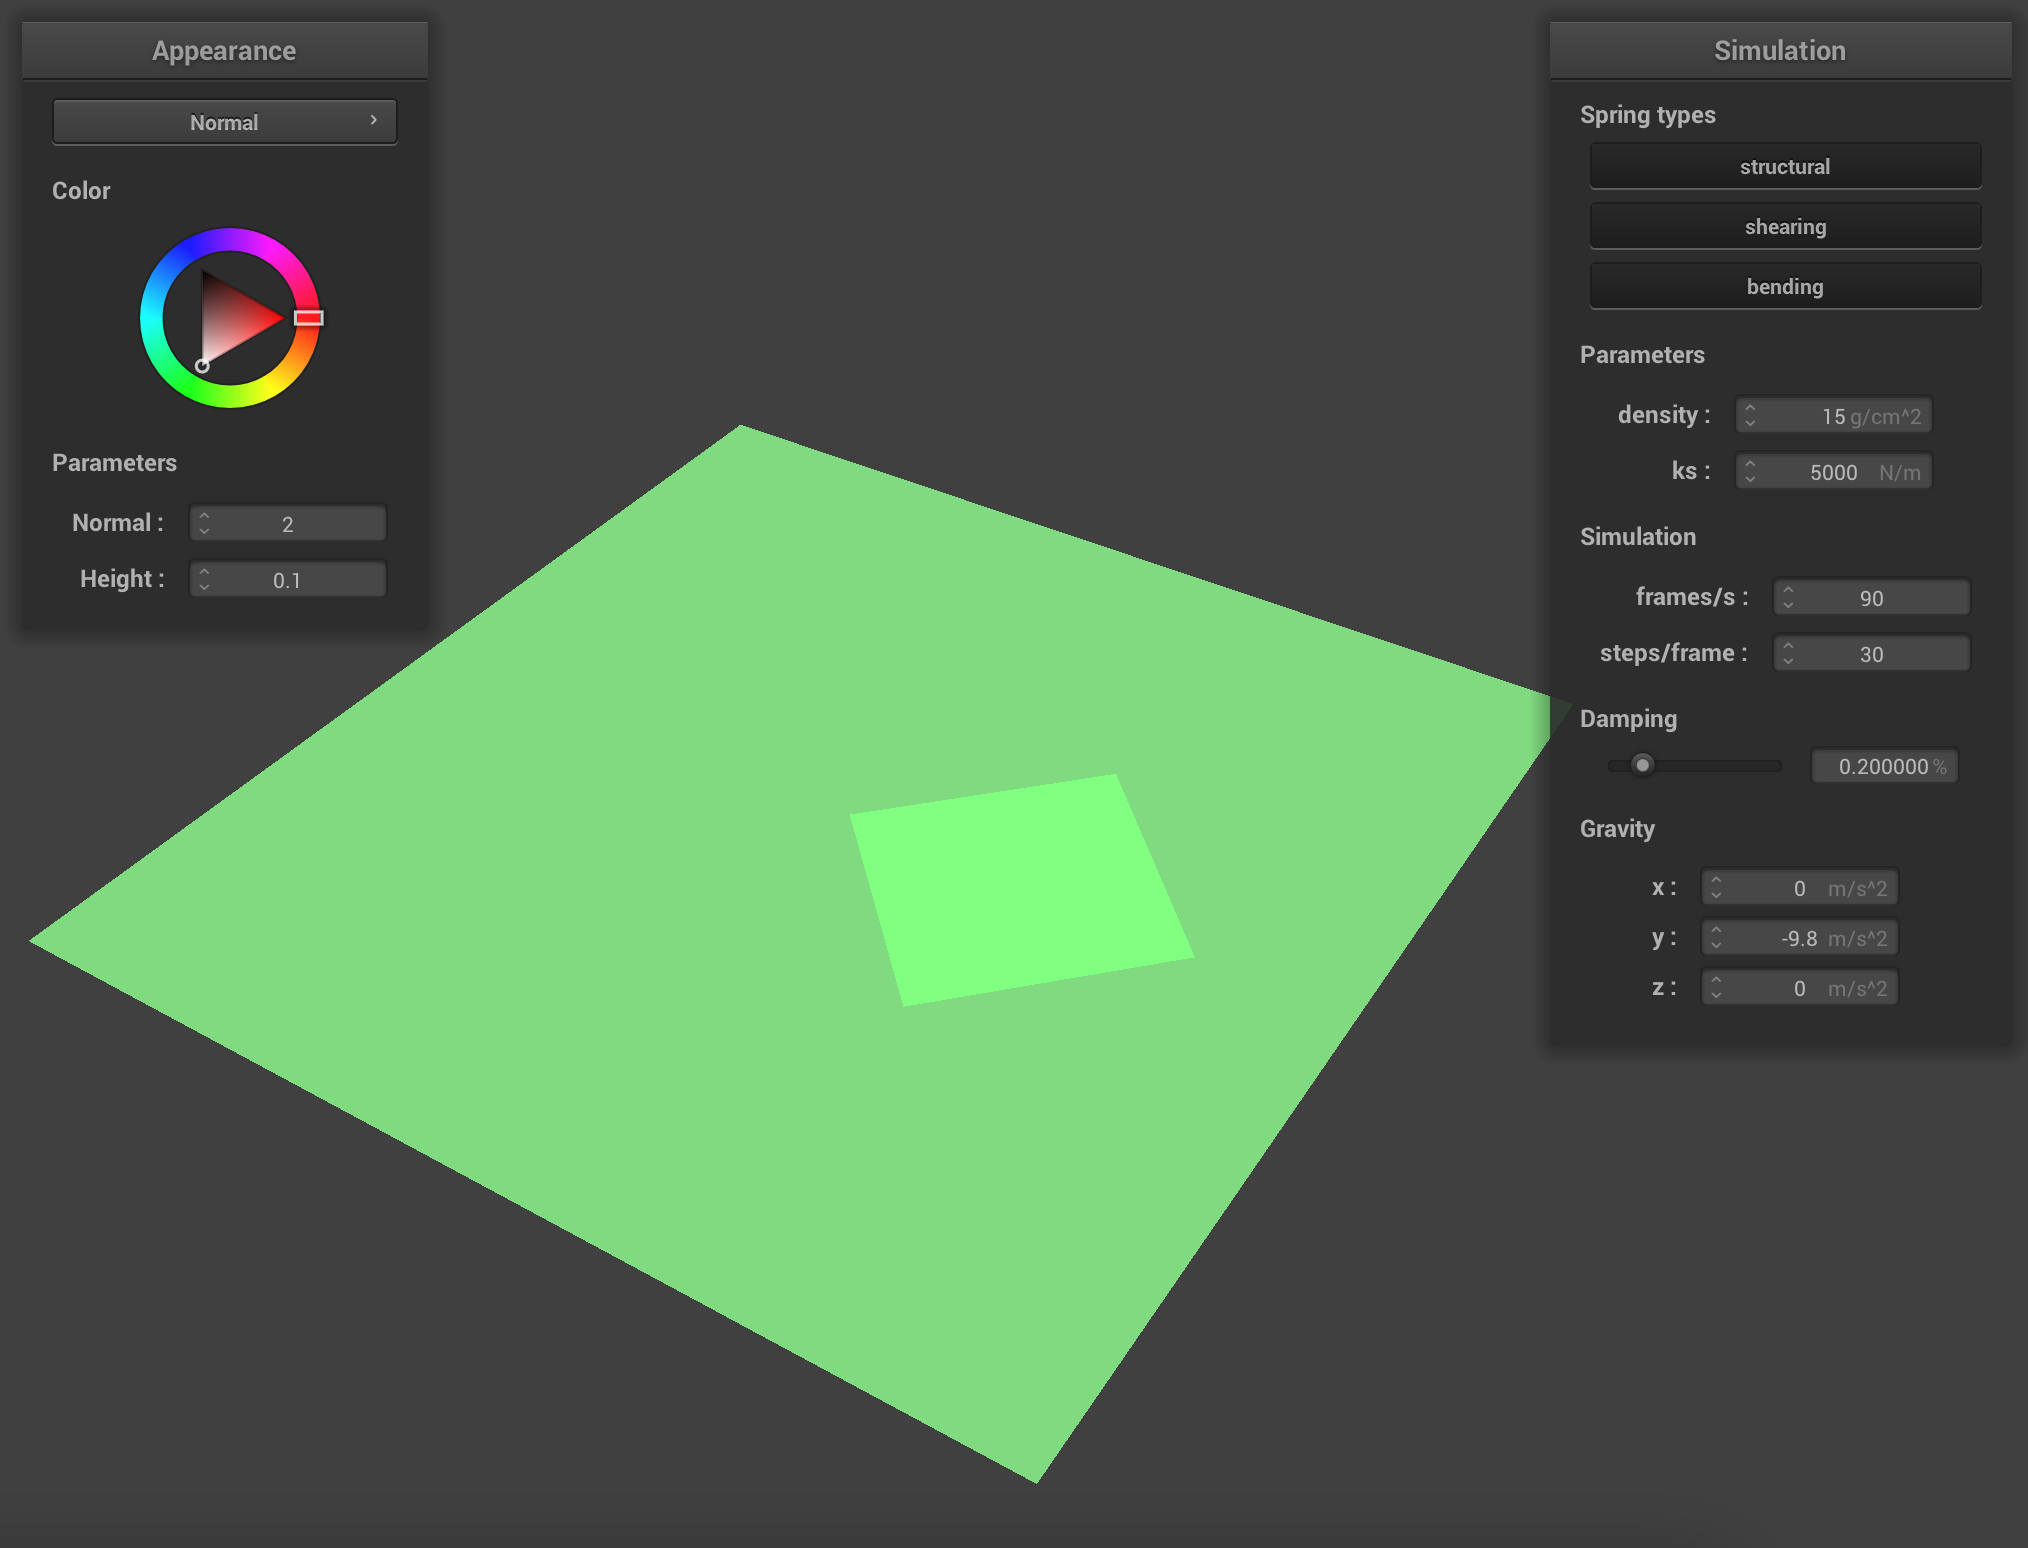 Appearance
Normal
Color
Parameters
Normal : 2
Height : 0.1
Simulation
Spring types
structural
shearing
bending
Parameters
density : 15 g/cm^2
ks : 5000 N/m
Simulation
frames/s : 90
steps/frame : 30
Damping
0.200000 %
Gravity
x : 0 m/s^2
y : -9.8 m/s^2
z : 0 m/s^2